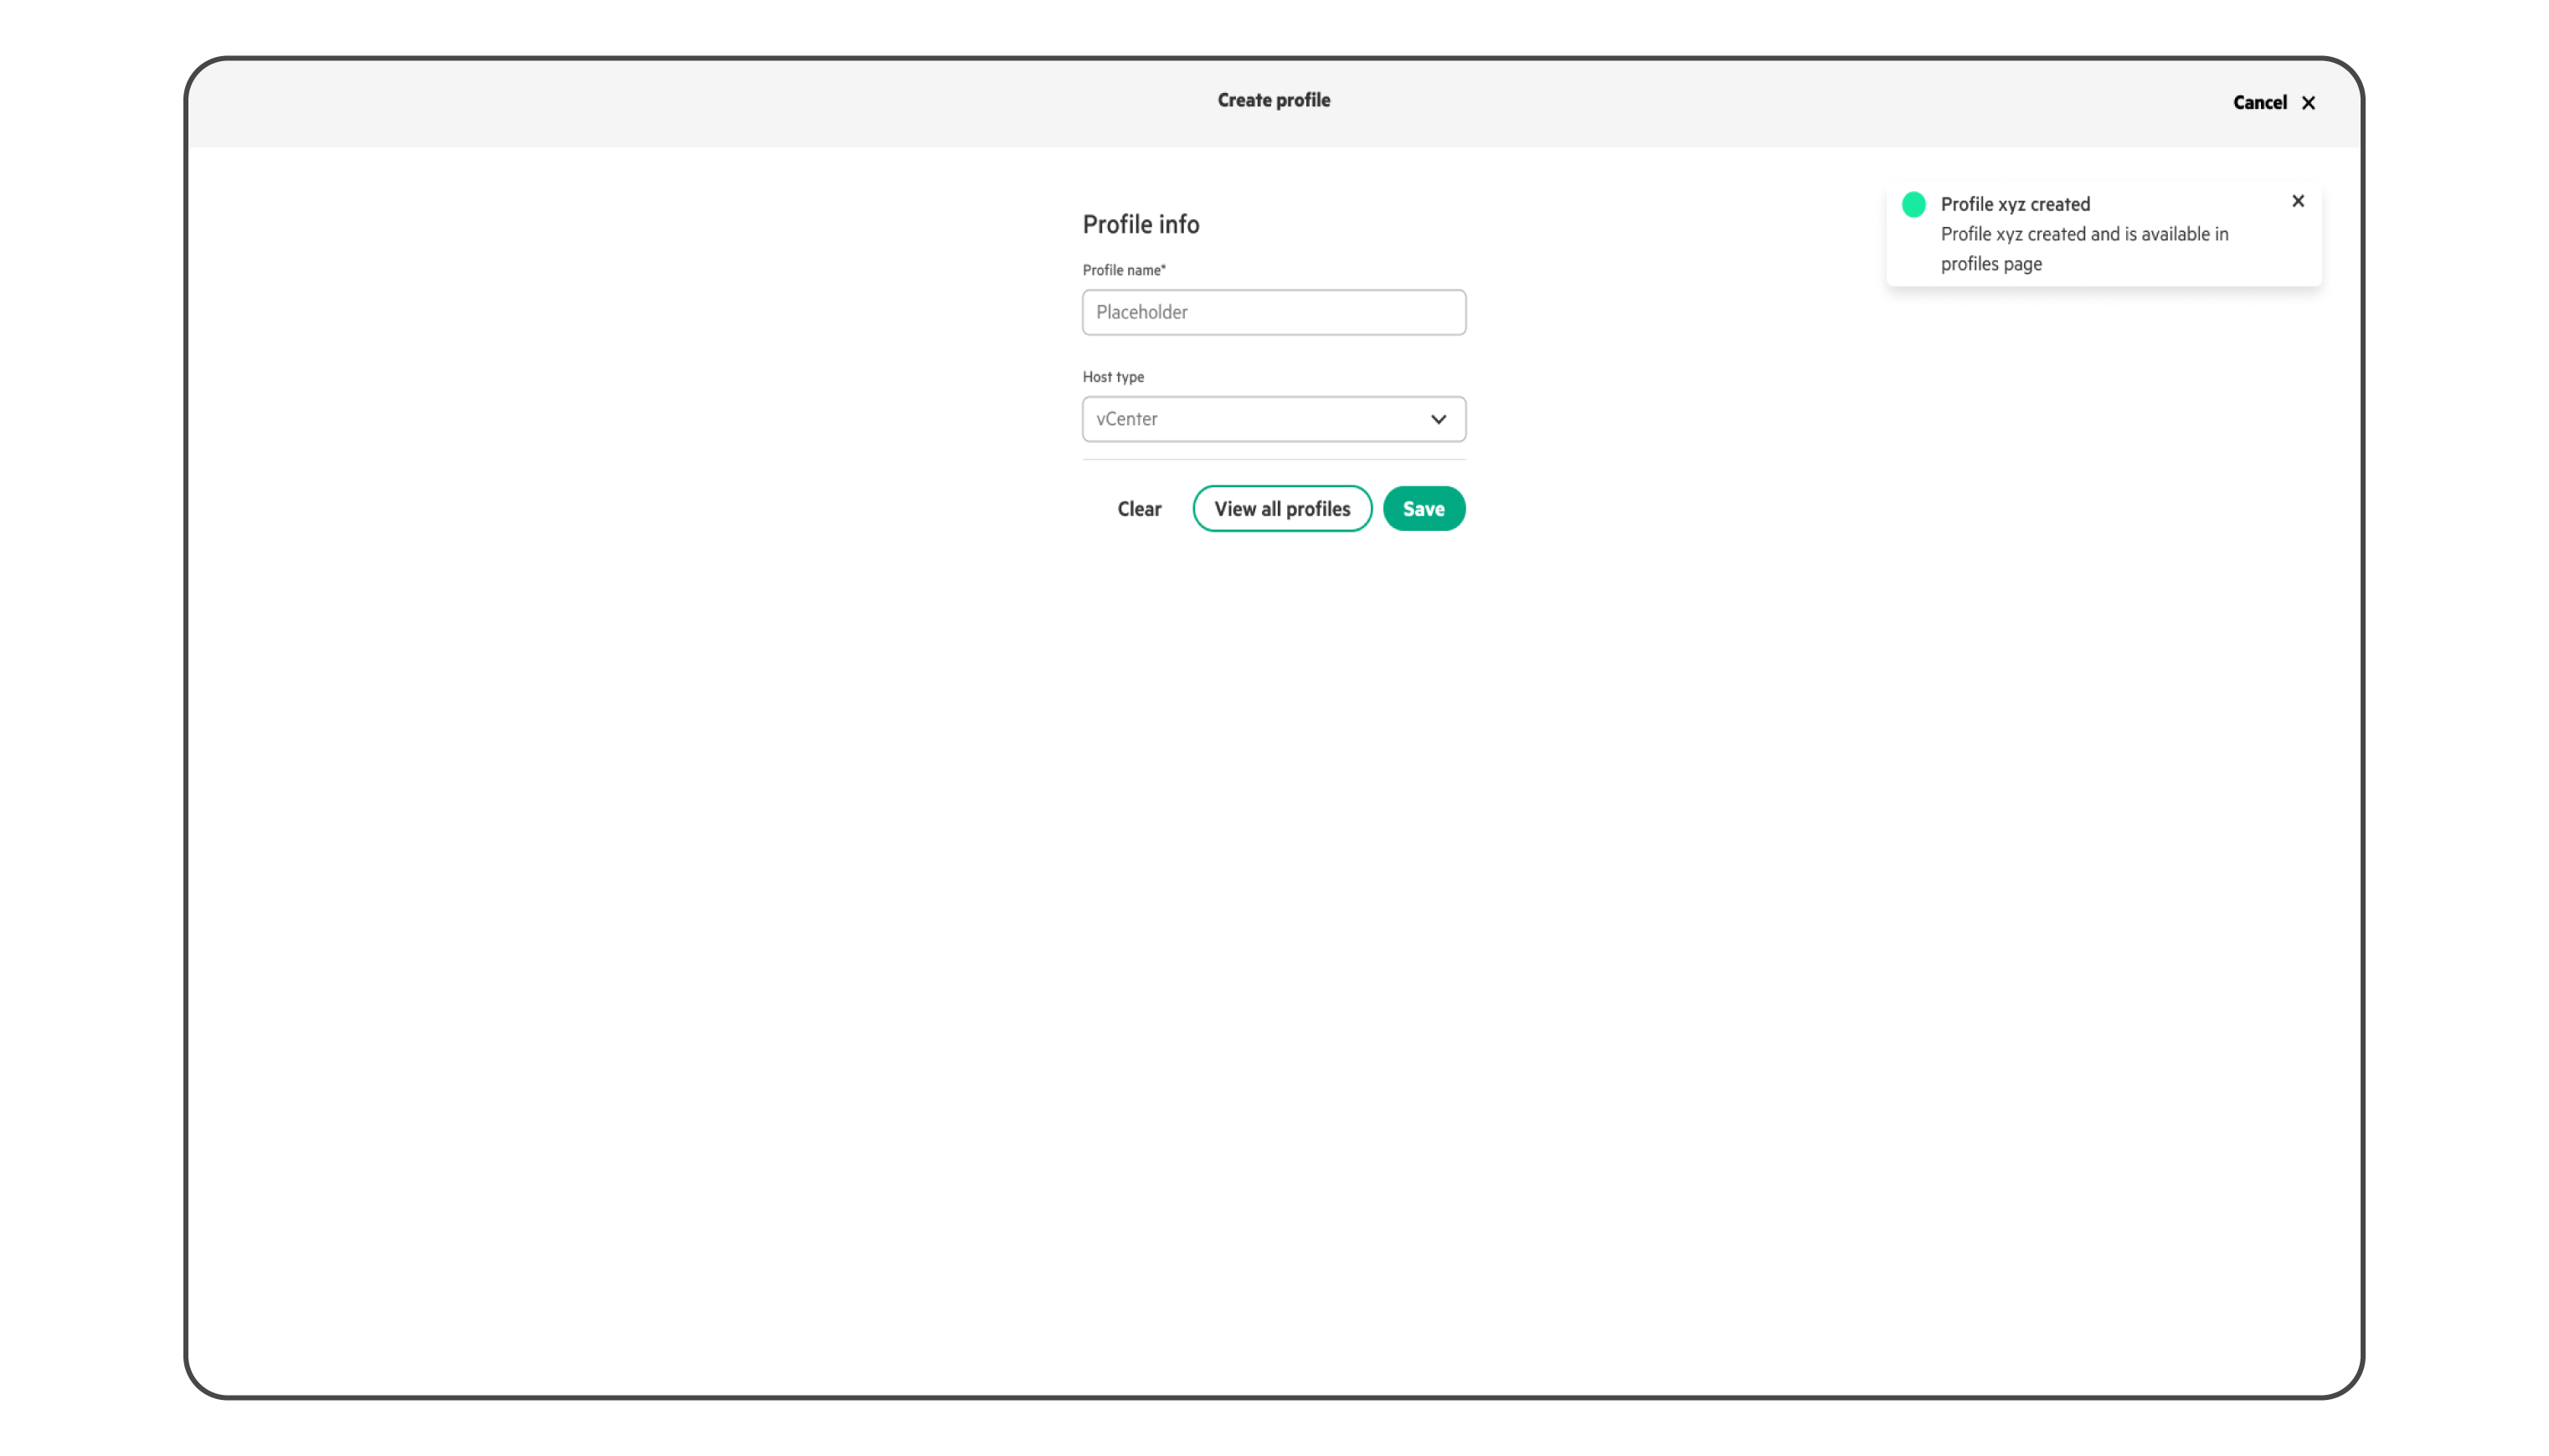 Create profile
Cancel
Profile info
Profile name*
Placeholder
Host type
vCenter
Clear
View all profiles
Save
Profile xyz created
Profile xyz created and is available in
profiles page